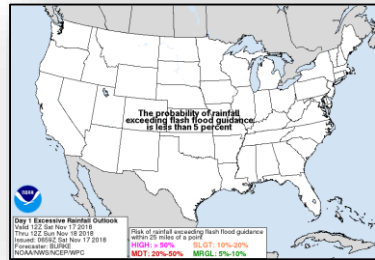 The probability of rainfall
exceeding flash flood guidance
is less than 5 percent
NOAA
Day 1 Excessive Rainfall Outlook
Valid 12Z Sat Nov 17 2018
Thru 12Z Sun Nov 18 2018
Issued: 0659Z Sat Nov 17 2018
Forecaster: BURKE
NOAA/NWS/NCEP/WPC
Risk of rainfall exceeding flash flood guidance
within 25 miles of a point
HIGH: > 50% SLGT: 10%-20%
MDT: 20%-50% MRGL: 5%-10%